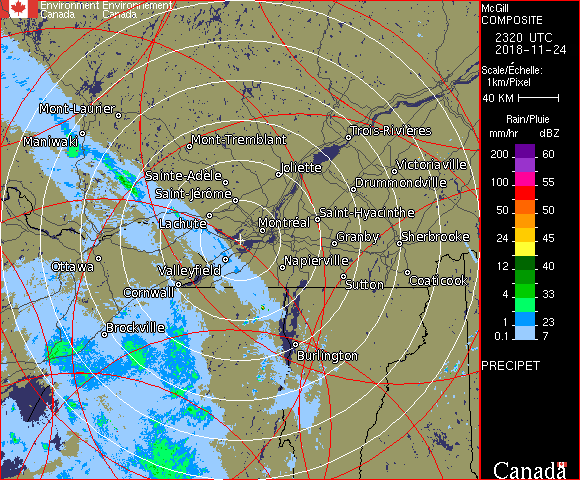 Environment Environnement
Canada Canada
McGill
COMPOSITE
2320 UTC
2018-11-24
Scale/Échelle:
1km/Pixel
40 KM
Rain/Pluie
mm/hr dBZ
200 60
100 55
50 50
24 45
12 40
4 33
1 23
0.1 7
PRECIPET
Canada
Mont-Laurier
Maniwaki
Mont-Tremblant
Trois-Rivières
Sainte-Adèle
Joliette
Victoriaville
Saint-Jérôme
Drummondville
Lachute
Montréal
Saint-Hyacinthe
Granby
Sherbrooke
Ottawa
Valleyfield
Napierville
Cornwall
Sutton
Coaticook
Brockville
Burlington